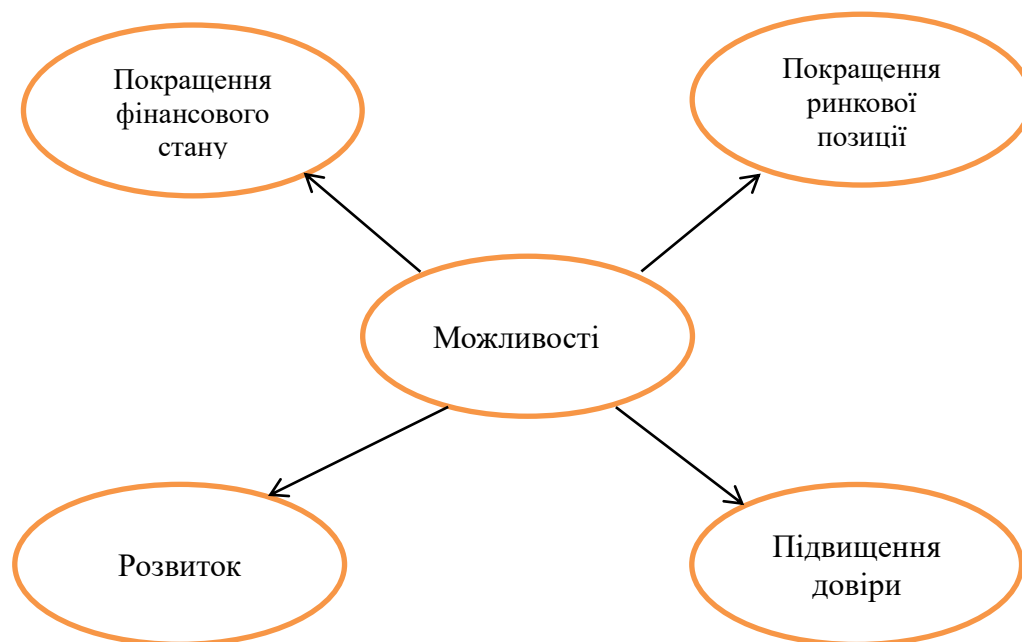 Покращення
фінансового
стану
Покращення
ринкової
позиції
Можливості
Розвиток
Підвищення
довіри